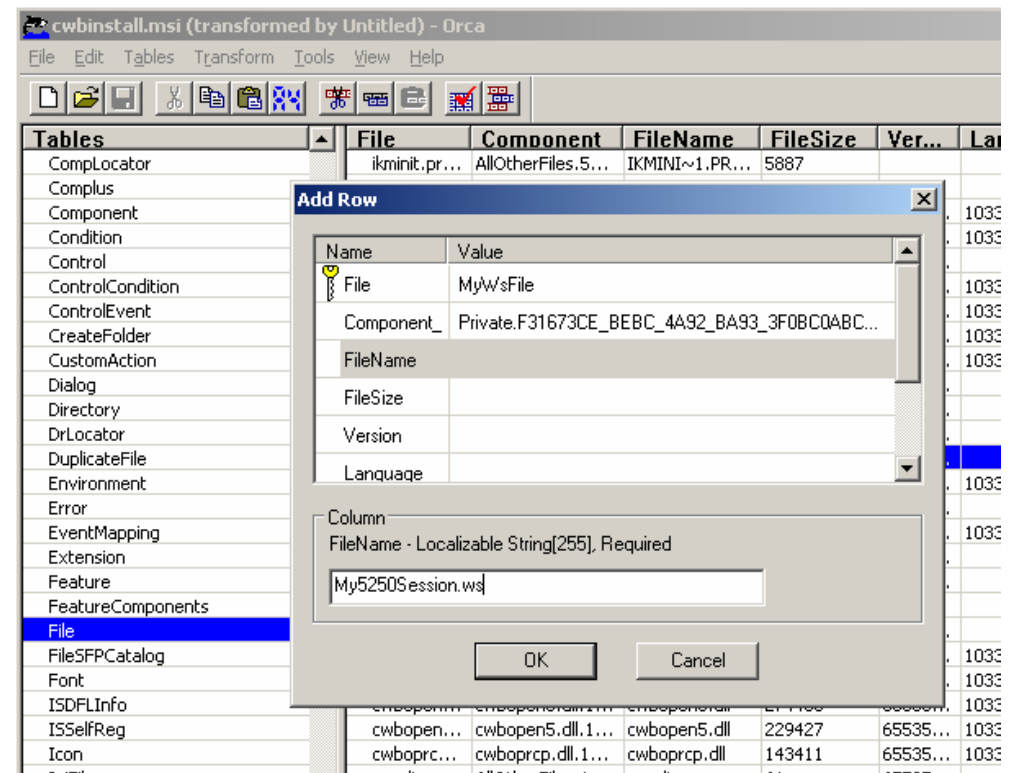 cwbinstall.msi (transformed by Untitled) - Orca
File Edit Tables Transform Tools View Help
Tables File Component FileName FileSize Ver... Lan
CompLocator ikminit.pr... AllOtherFiles.5... IKMINI~1.PR... 5887
Complus
Component 1033
Condition 1033
Control
ControlCondition 1033
ControlEvent 1033
CreateFolder 1033
CustomAction 1033
Dialog
Directory
DrLocator
DuplicateFile
Environment 1033
Error
EventMapping 1033
Extension
Feature
FeatureComponents
File
FileSFPCatalog 1033
Font 1033
ISDFLInfo 1033
ISSelfReg cwbopen... cwbopen5.dll.1... cwbopen5.dll 229427 65535... 1033
Icon cwboprc... cwboprcp.dll.1... cwboprcp.dll 143411 65535... 1033
Add Row
Name Value
File MyWsFile
Component_ Private.F31673CE_BEBC_4A92_BA93_3F0BC0ABC...
FileName
FileSize
Version
Language
Column
FileName - Localizable String[255], Required
My5250Session.ws
OK Cancel